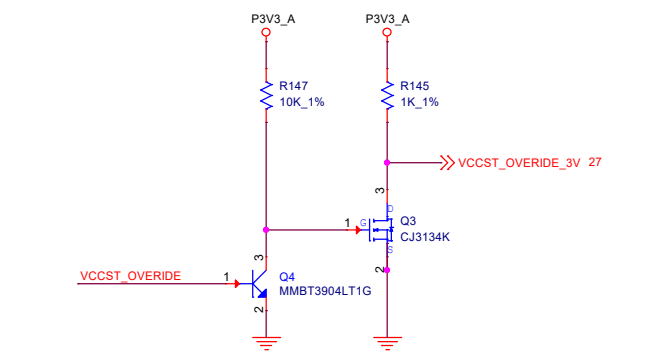 P3V3_A
P3V3_A
R147
10K_1%
R145
1K_1%
VCCST_OVERIDE_3V 27
3
D
1
G
Q3
CJ3134K
S
2
3
VCCST_OVERIDE
1
Q4
MMBT3904LT1G
2